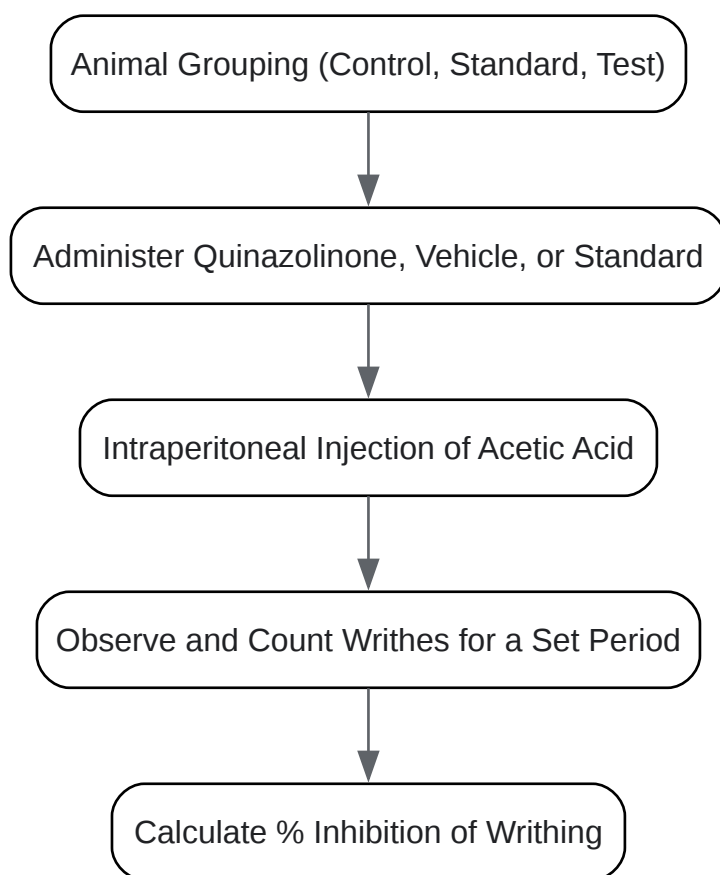 Animal Grouping (Control, Standard, Test)
Administer Quinazolinone, Vehicle, or Standard
Intraperitoneal Injection of Acetic Acid
Observe and Count Writhes for a Set Period
Calculate % Inhibition of Writhing